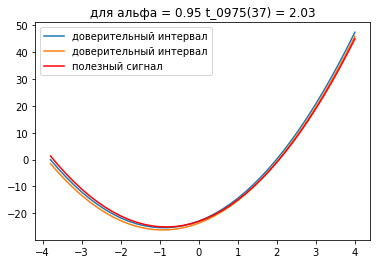 для альфа = 0.95 t_0975(37) = 2.03
доверительный интервал
доверительный интервал
полезный сигнал
50
40
30
20
10
0
−10
−20
−4 −3 −2 −1 0 1 2 3 4